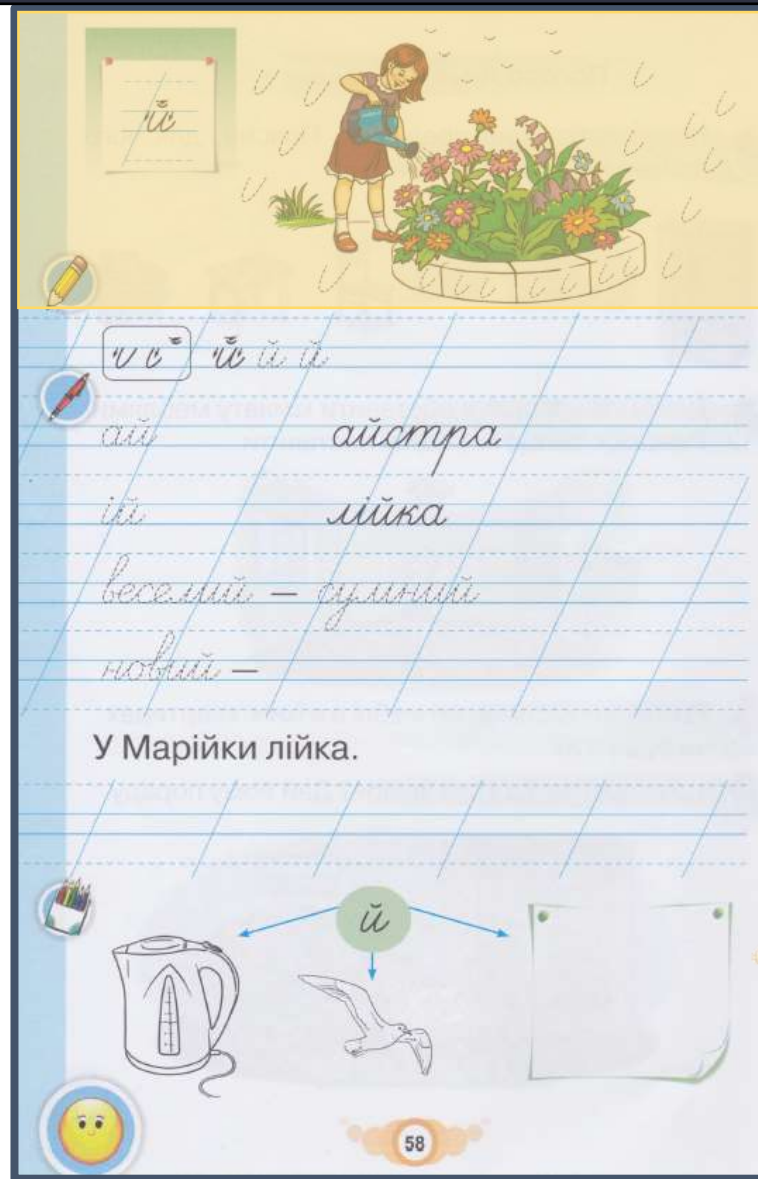 й
й й й
ай айстра
ій лійка
веселий — сумний
новий —
У Марійки лійка.
й
58